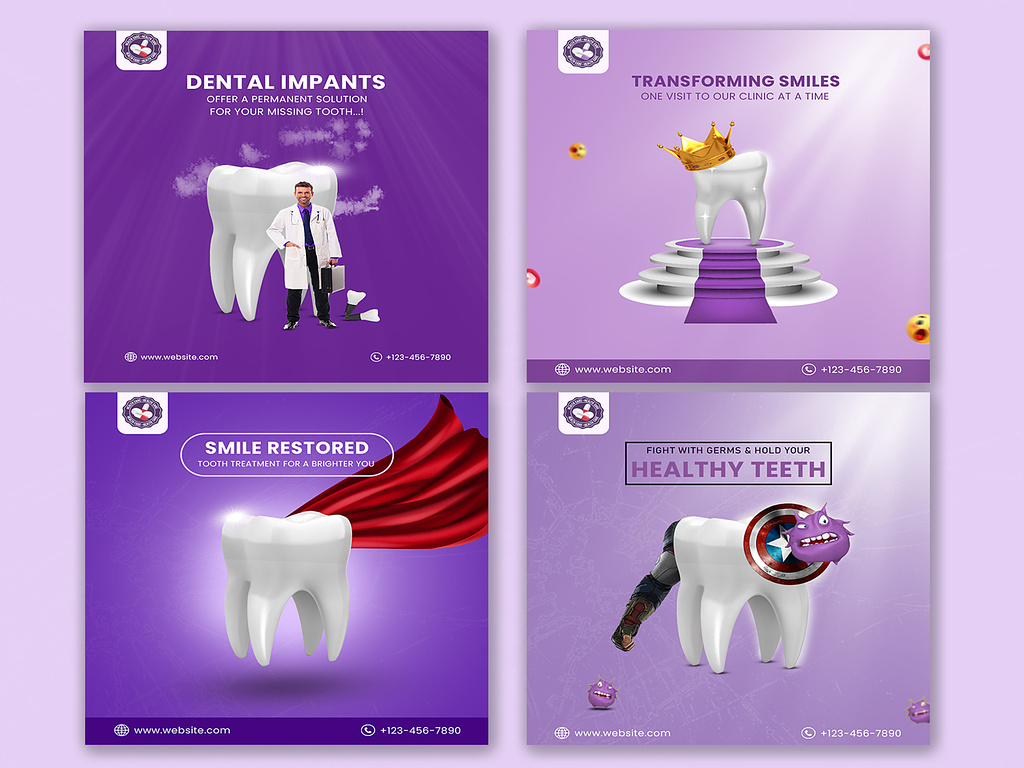 DENTAL IMPANTS
OFFER A PERMANENT SOLUTION
FOR YOUR MISSING TOOTH...!
www.website.com
+123-456-7890
TRANSFORMING SMILES
ONE VISIT TO OUR CLINIC AT A TIME
www.website.com
+123-456-7890
SMILE RESTORED
TOOTH TREATMENT FOR A BRIGHTER YOU
www.website.com
+123-456-7890
FIGHT WITH GERMS & HOLD YOUR
HEALTHY TEETH
www.website.com
+123-456-7890